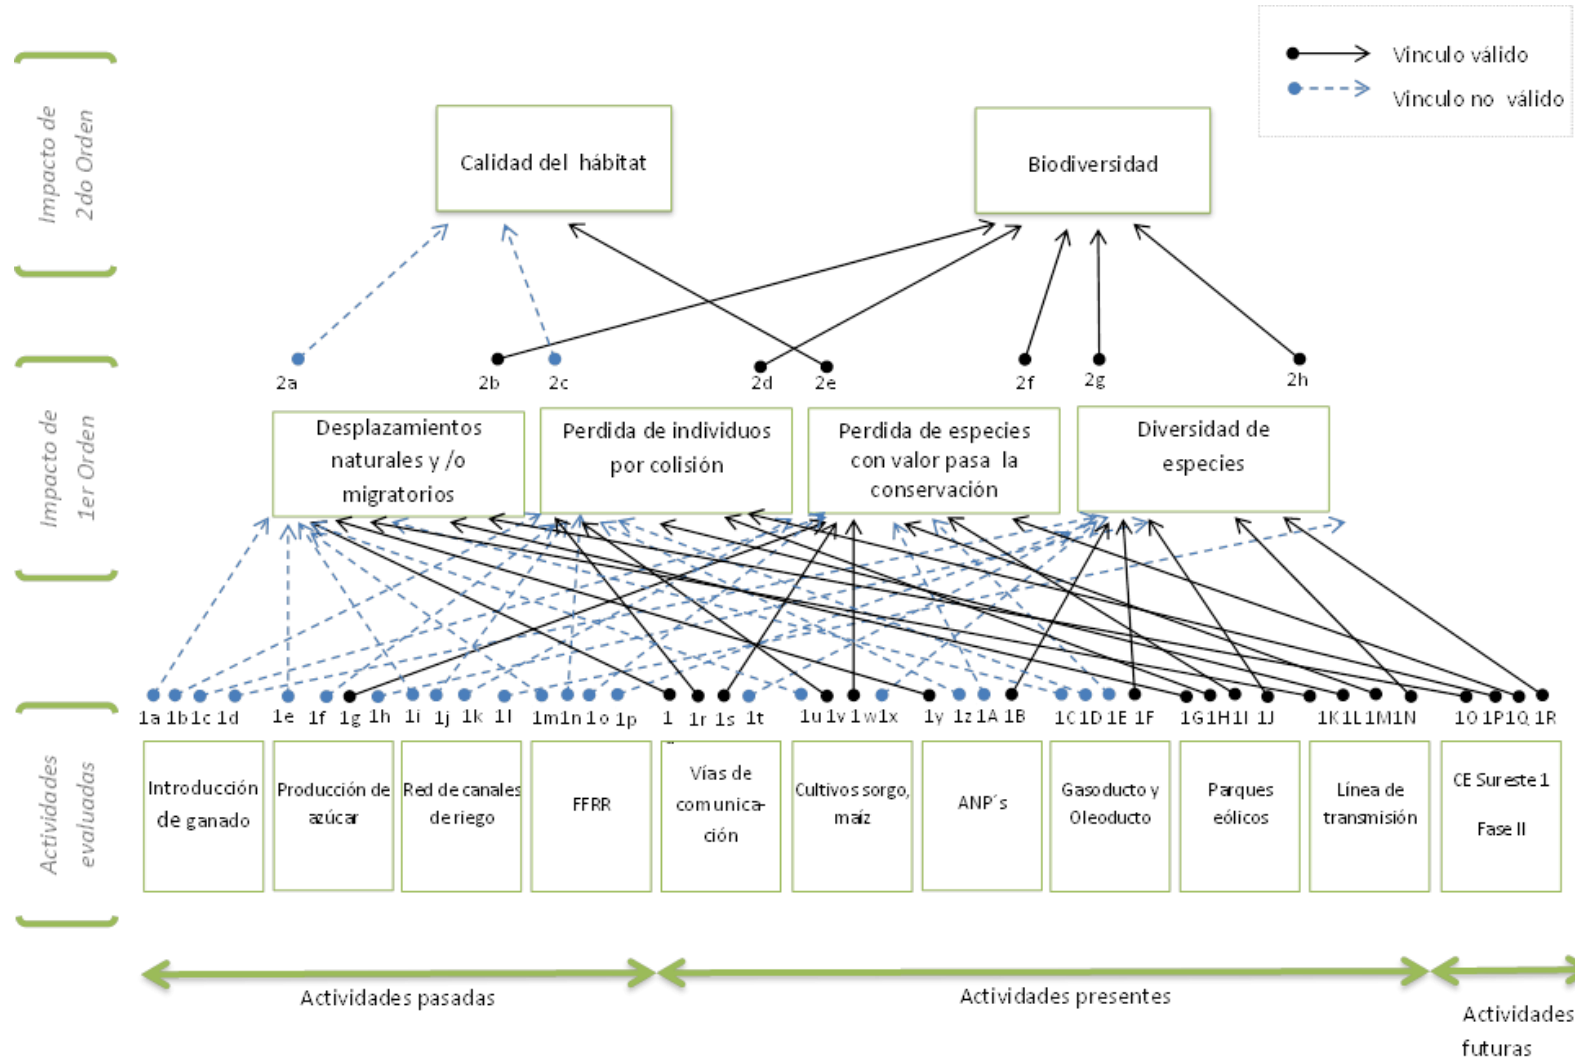 Vinculo válido
Vinculo no válido
Impacto de
2do Orden
Calidad del hábitat
Biodiversidad
2a
2b
2c
2d
2e
2f
2g
2h
Impacto de
1er Orden
Desplazamientos
naturales y /o
migratorios
Perdida de individuos
por colisión
Perdida de especies
con valor pasa la
conservación
Diversidad de
especies
1a 1b 1c 1d 1e 1f 1g 1h 1i 1j 1k 1l 1m 1n 1o 1p 1 1r 1s 1t 1u 1v 1w 1x 1y 1z 1A 1B 1C 1D 1E 1F 1G 1H 1I 1J 1K 1L 1M 1N 1O 1P 1Q 1R
Actividades
evaluadas
Introducción
de ganado
Producción de
azúcar
Red de canales
de riego
FFRR
Vías de
comunica-
ción
Cultivos sorgo,
maíz
ANP´s
Gasoducto y
Oleoducto
Parques
eólicos
Línea de
transmisión
CE Sureste 1
Fase II
Actividades pasadas
Actividades presentes
Actividades
futuras